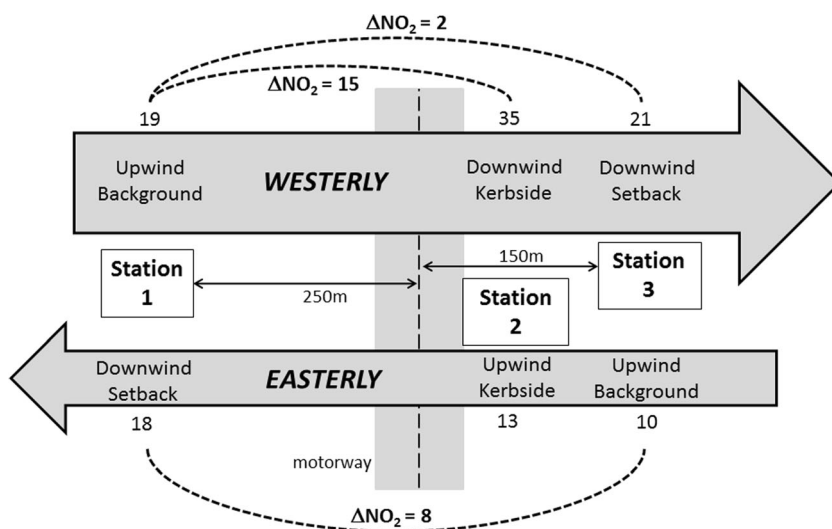 ΔNO₂ = 2
ΔNO₂ = 15
19
35
21
Upwind
Background
WESTERLY
Downwind
Kerbside
Downwind
Setback
Station
1
250m
150m
Station
2
Station
3
Downwind
Setback
EASTERLY
Upwind
Kerbside
Upwind
Background
18
13
10
motorway
ΔNO₂ = 8